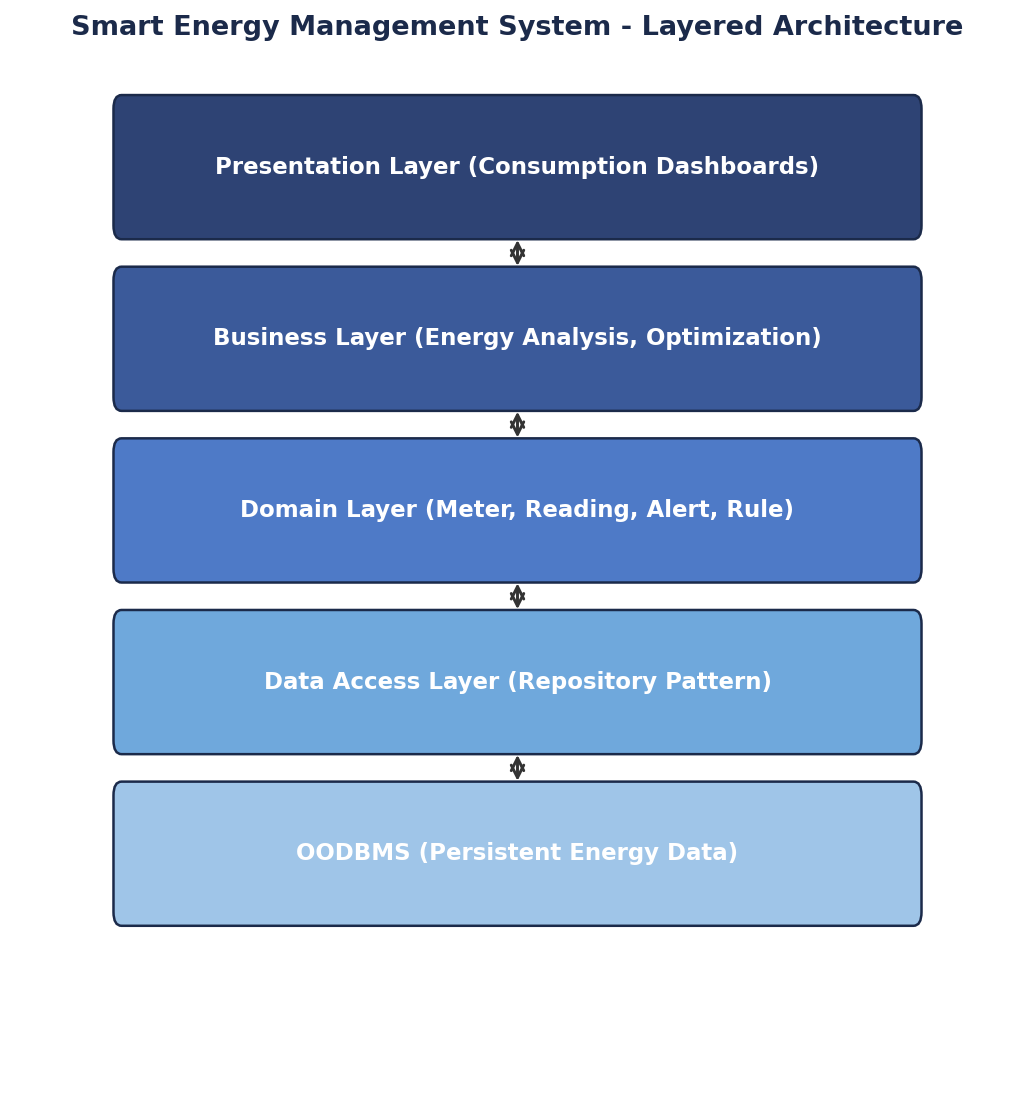 Smart Energy Management System - Layered Architecture
Presentation Layer (Consumption Dashboards)
Business Layer (Energy Analysis, Optimization)
Domain Layer (Meter, Reading, Alert, Rule)
Data Access Layer (Repository Pattern)
OODBMS (Persistent Energy Data)